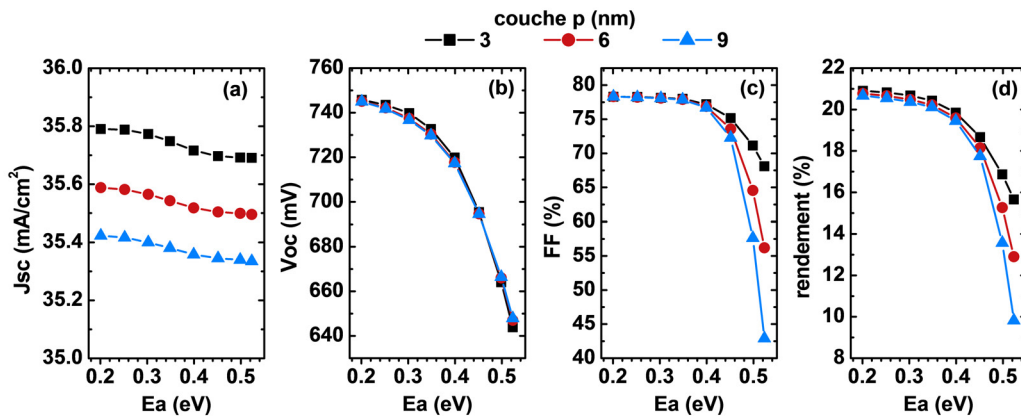 couche p (nm)
3 6 9
36.0
35.8
35.6
35.4
35.2
35.0
Jsc (mA/cm²)
(a)
0.2 0.3 0.4 0.5
Ea (eV)
760
740
720
700
680
660
640
Voc (mV)
(b)
0.2 0.3 0.4 0.5
Ea (eV)
80
75
70
65
60
55
50
45
40
FF (%)
(c)
0.2 0.3 0.4 0.5
Ea (eV)
22
20
18
16
14
12
10
8
rendement (%)
(d)
0.2 0.3 0.4 0.5
Ea (eV)